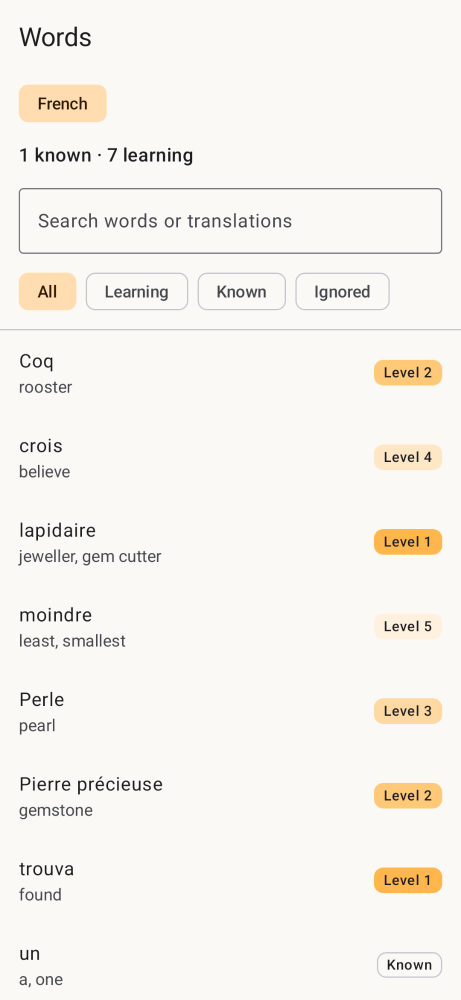 Words
French
1 known · 7 learning
Search words or translations
All Learning Known Ignored
Coq
rooster
Level 2
crois
believe
Level 4
lapidaire
jeweller, gem cutter
Level 1
moindre
least, smallest
Level 5
Perle
pearl
Level 3
Pierre précieuse
gemstone
Level 2
trouva
found
Level 1
un
a, one
Known